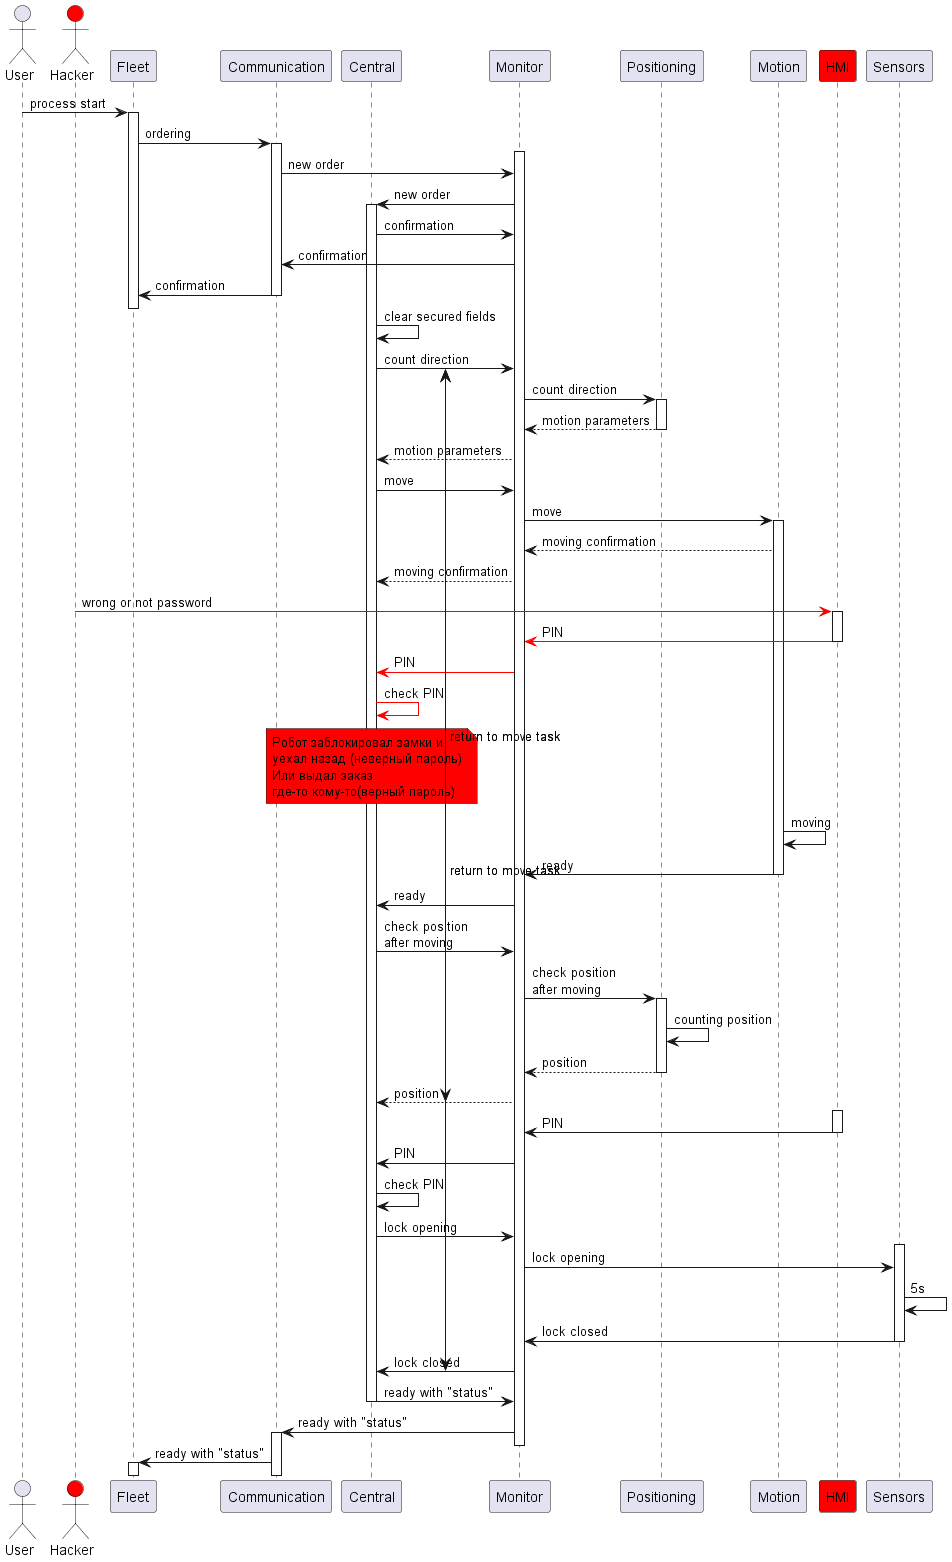 User
Hacker
Fleet
Communication
Central
Monitor
Positioning
Motion
HMI
Sensors
process start
ordering
new order
new order
confirmation
confirmation
confirmation
clear secured fields
count direction
count direction
motion parameters
motion parameters
move
move
moving confirmation
moving confirmation
wrong or not password
PIN
PIN
check PIN
return to move task
Робот заблокировал замки и
уехал назад (неверный пароль)
Или выдал заказ
где-то кому-то(верный пароль)
moving
ready
return to move task
ready
check position
after moving
check position
after moving
counting position
position
position
PIN
PIN
check PIN
lock opening
lock opening
5s
lock closed
lock closed
ready with "status"
ready with "status"
ready with "status"
Fleet
Communication
Central
Monitor
Positioning
Motion
HMI
Sensors
User
Hacker